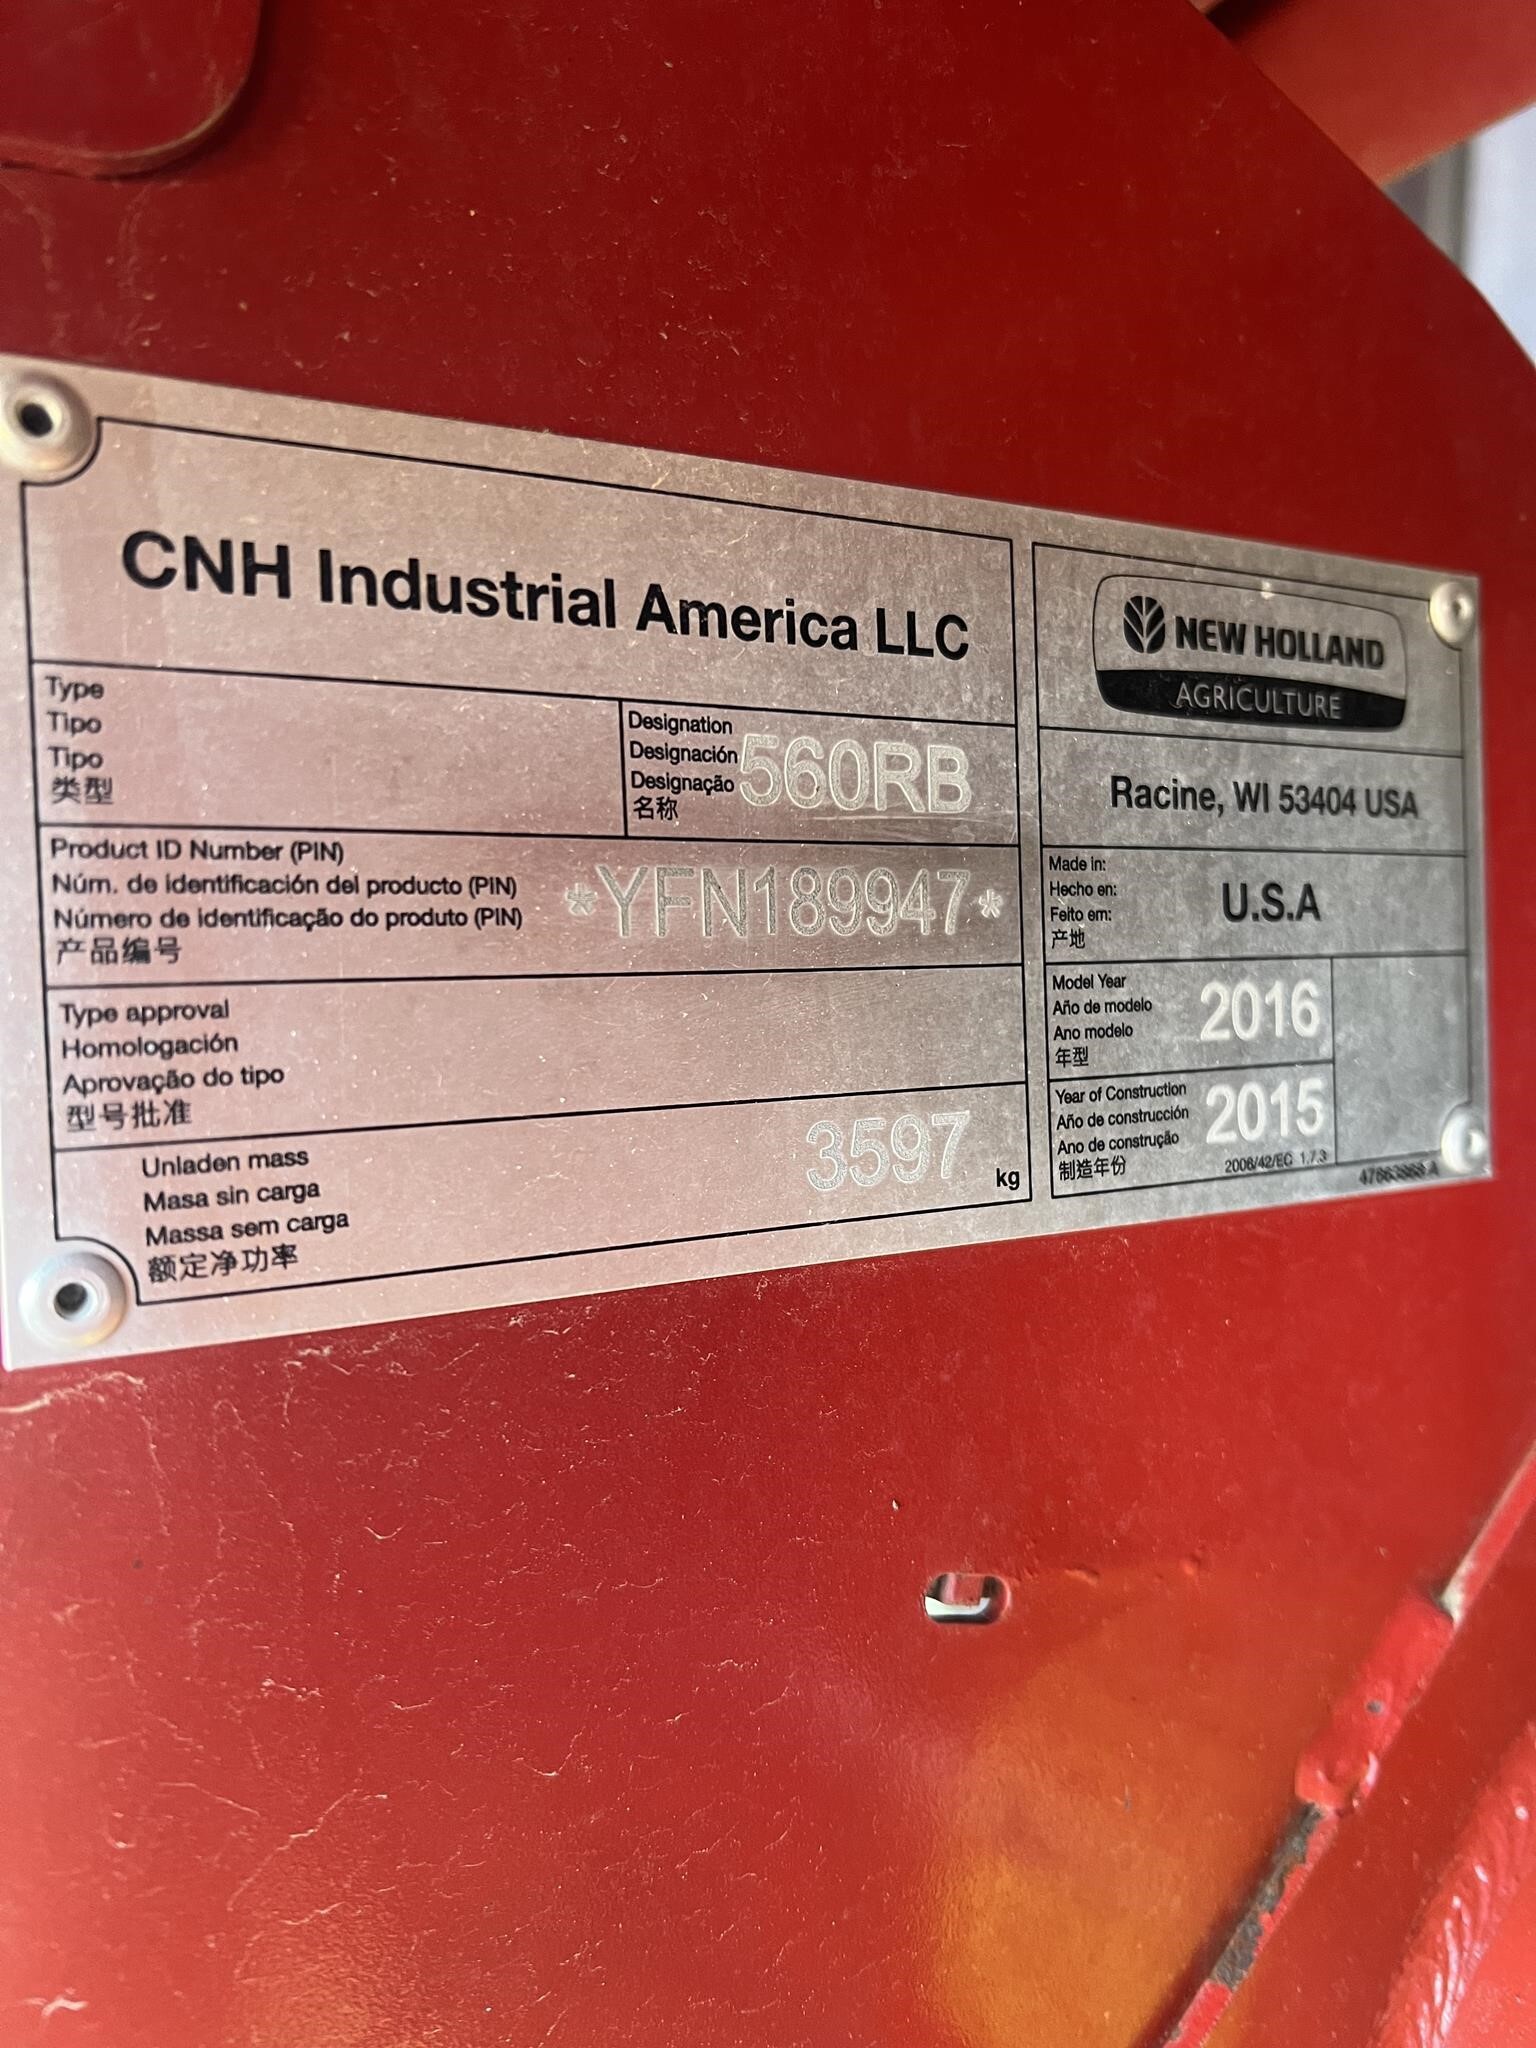 CNH Industrial America LLC
Type
Tipo
Tipo
类型
Designation
Designación
Designação
名称
560RB
Product ID Number (PIN)
Núm. de identificación del producto (PIN)
Número de identificação do produto (PIN)
产品编号
*YFN189947*
Type approval
Homologación
Aprovação do tipo
型号批准
Unladen mass
Masa sin carga
Massa sem carga
额定净功率
3597 kg
NEW HOLLAND
AGRICULTURE
Racine, WI 53404 USA
Made in:
Hecho en:
Feito em:
产地
U.S.A
Model Year
Año de modelo
Ano modelo
年型
2016
Year of Construction
Año de construcción
Ano de construção
制造年份
2015
2006/42/EC 1.7.3